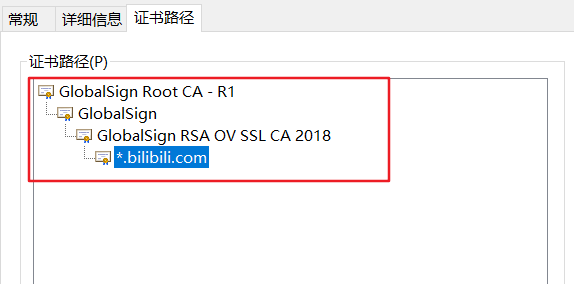 常规 详细信息 证书路径
证书路径(P)
GlobalSign Root CA - R1
GlobalSign
GlobalSign RSA OV SSL CA 2018
*.bilibili.com